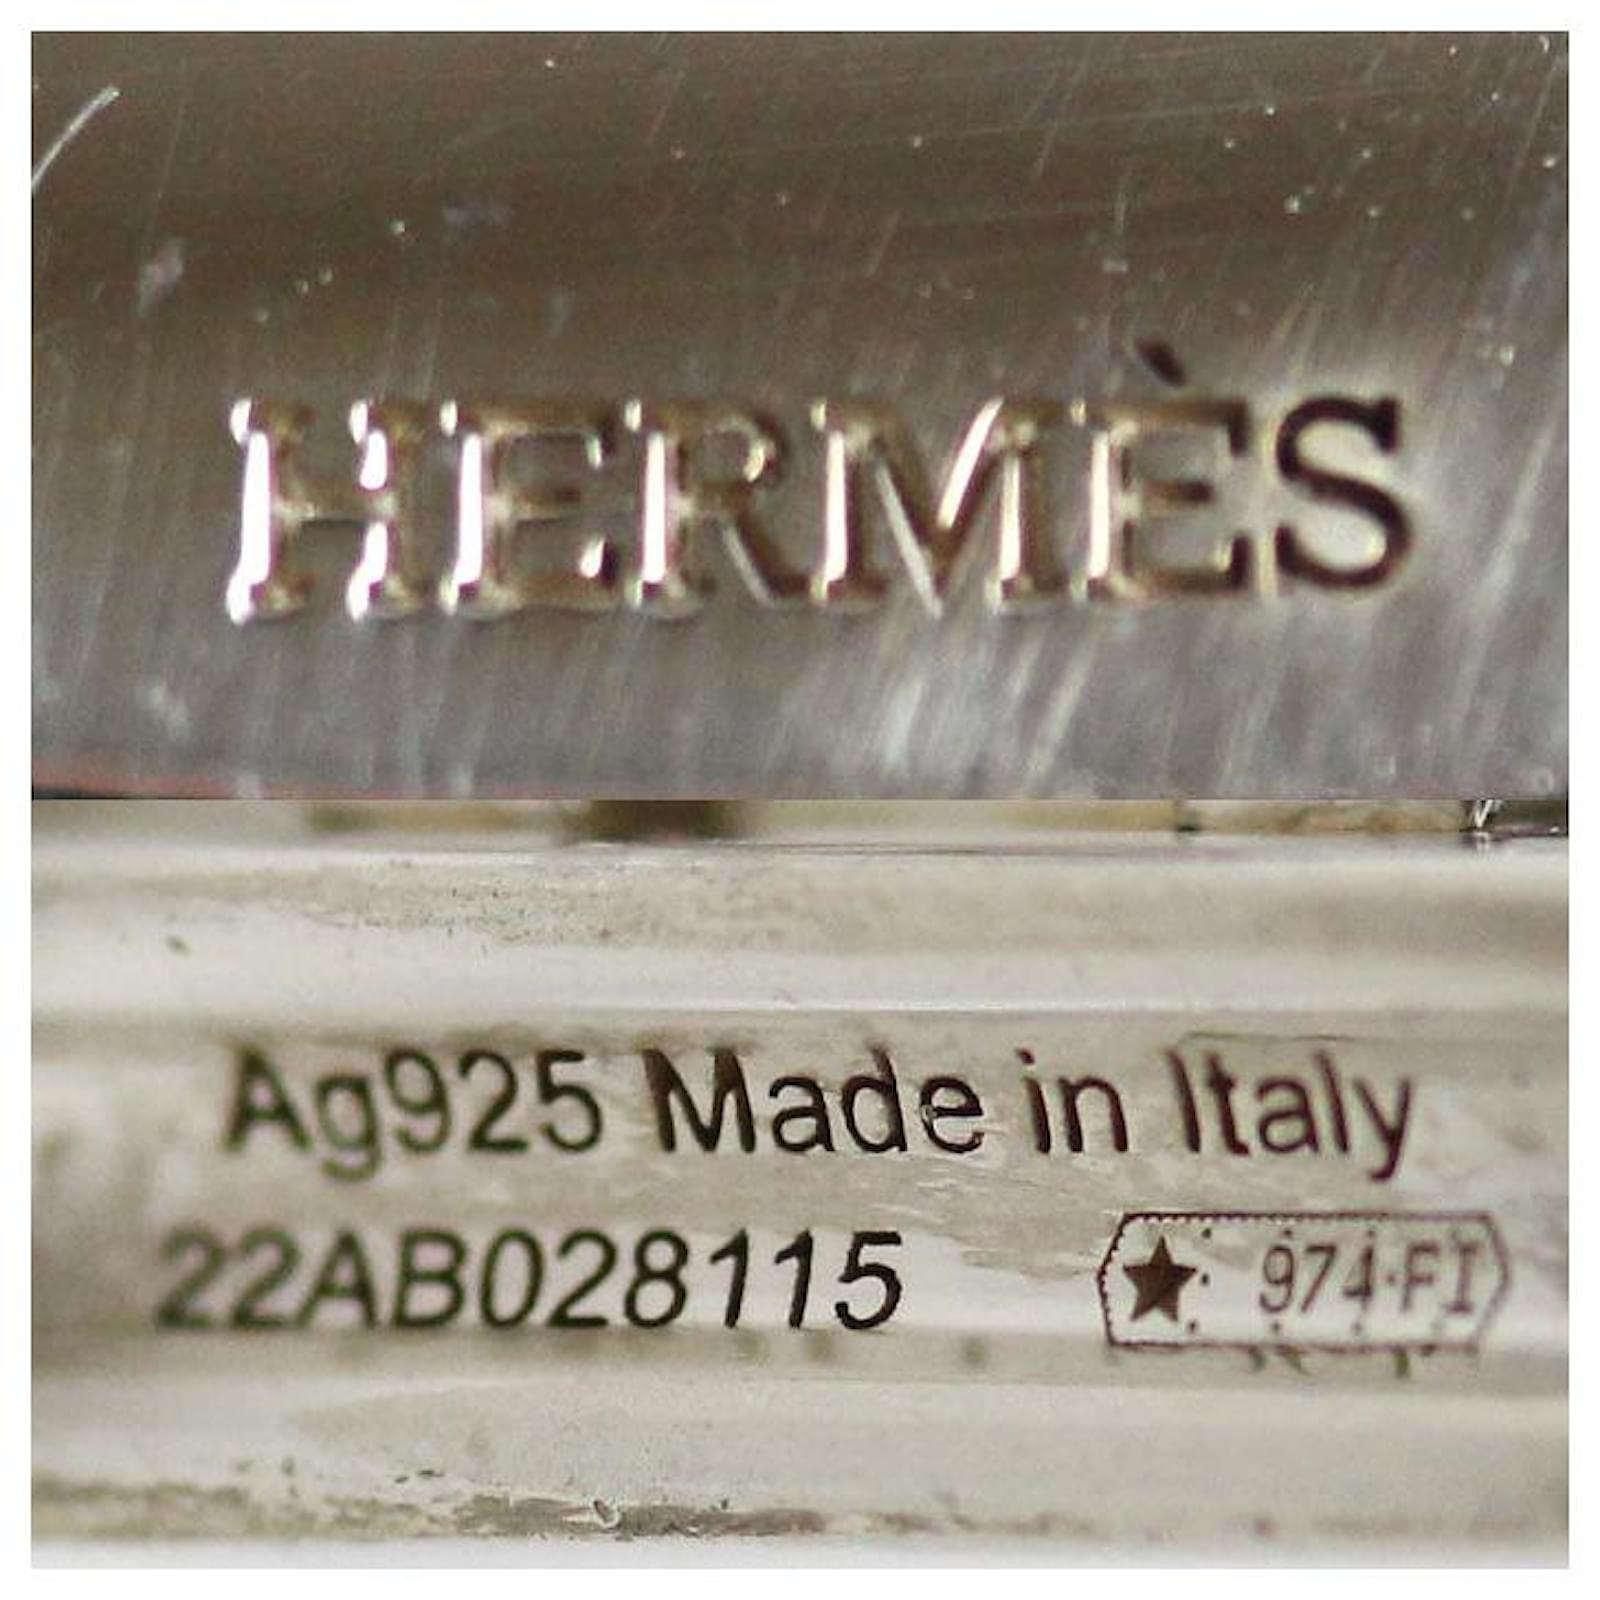 HERMÈS
Ag925 Made in Italy
22AB028115 ★ 974·FI